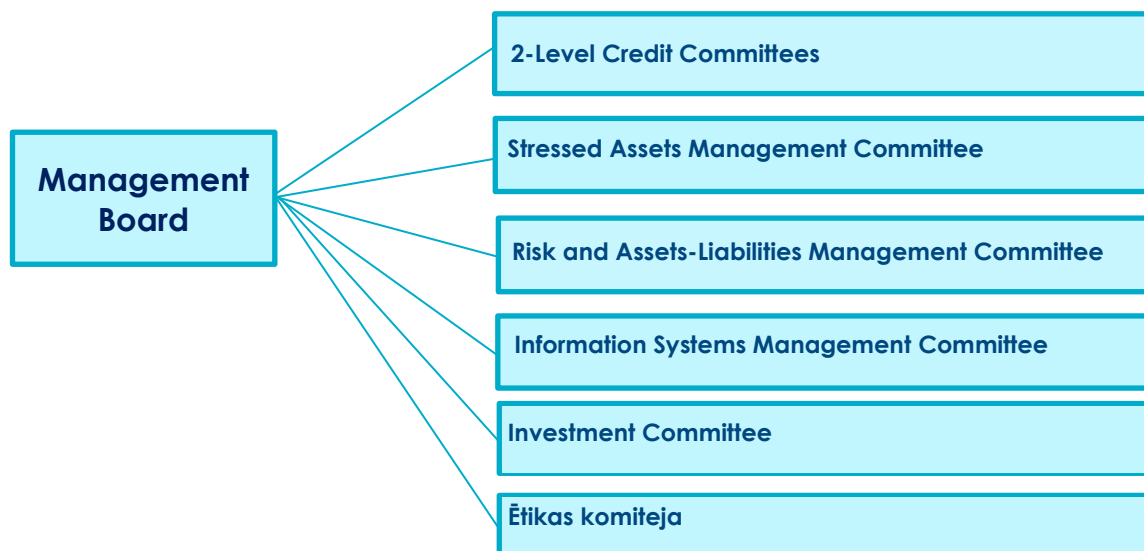 Management
Board
2-Level Credit Committees
Stressed Assets Management Committee
Risk and Assets-Liabilities Management Committee
Information Systems Management Committee
Investment Committee
Ētikas komiteja